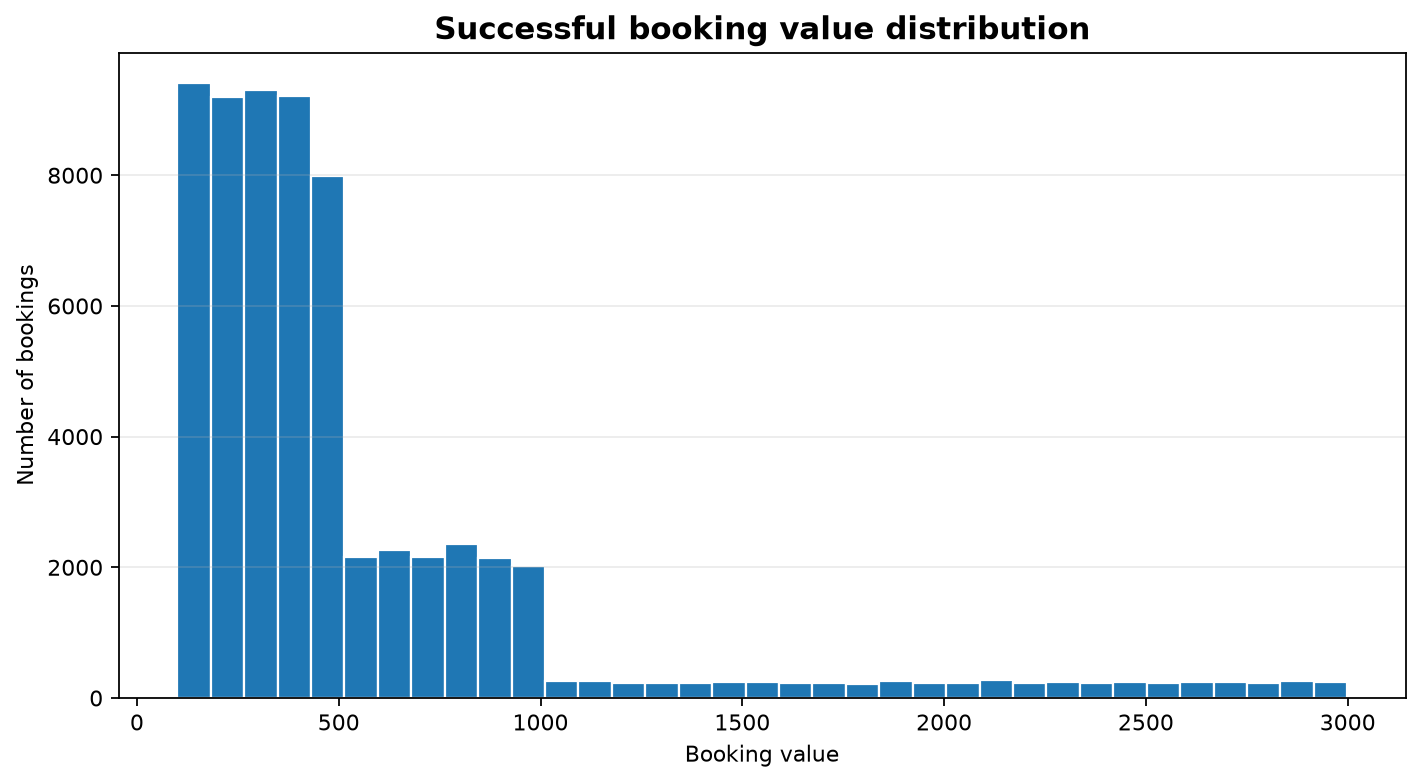 Successful booking value distribution
Number of bookings
8000
6000
4000
2000
0
0 500 1000 1500 2000 2500 3000
Booking value